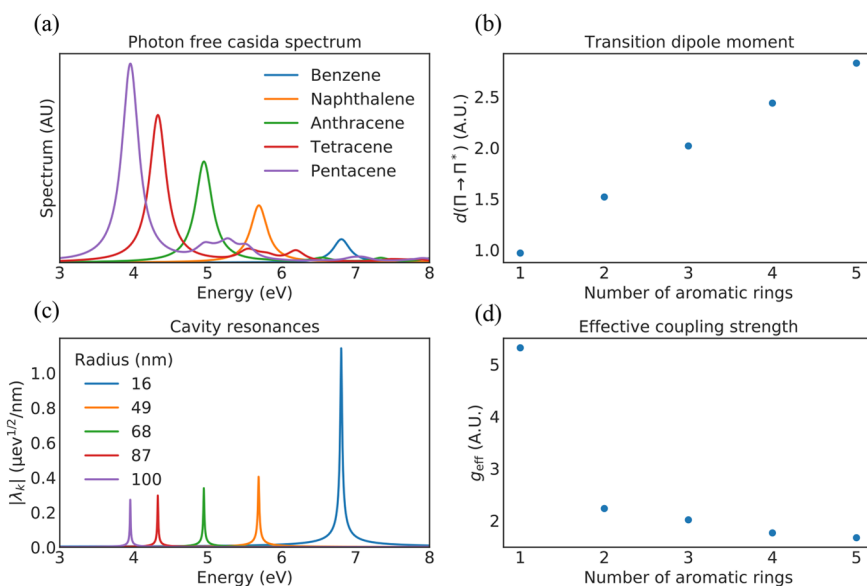 (a)
Photon free casida spectrum
Spectrum (AU)
Benzene
Naphthalene
Anthracene
Tetracene
Pentacene
3 4 5 6 7 8
Energy (eV)
(b)
Transition dipole moment
d(Π→Π*) (A.U.)
2.5
2.0
1.5
1.0
1 2 3 4 5
Number of aromatic rings
(c)
Cavity resonances
|λk| (μev1/2/nm)
1.0
0.8
0.6
0.4
0.2
0.0
Radius (nm)
16
49
68
87
100
3 4 5 6 7 8
Energy (eV)
(d)
Effective coupling strength
geff (A.U.)
5
4
3
2
1 2 3 4 5
Number of aromatic rings